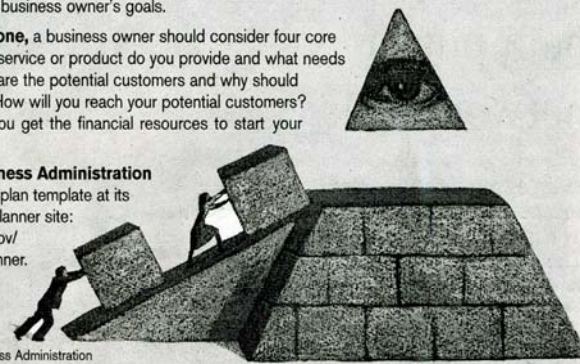 business owner's goals.
one, a business owner should consider four core
service or product do you provide and what needs
are the potential customers and why should
How will you reach your potential customers?
ou get the financial resources to start your
ness Administration
plan template at its
lanner site:
ov/
nner.
ss Administration